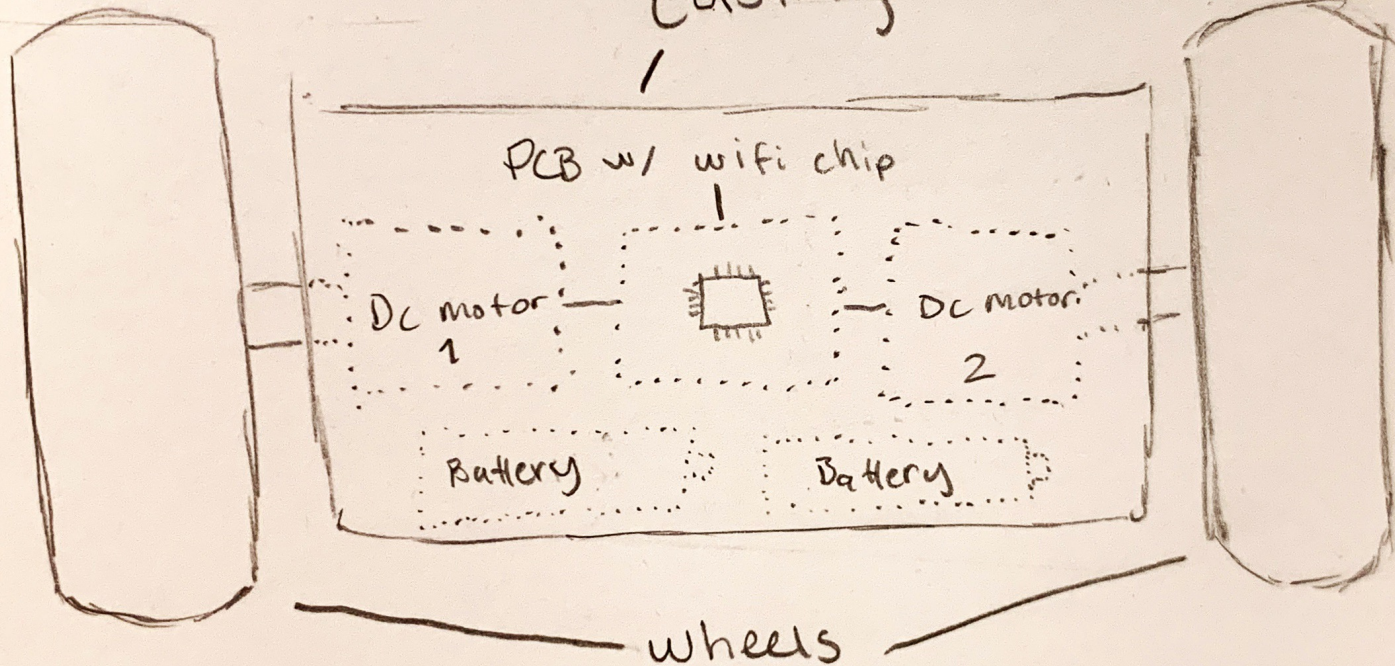 PCB w/ wifi chip
DC motor
1
DC motor
2
Battery
Battery
wheels